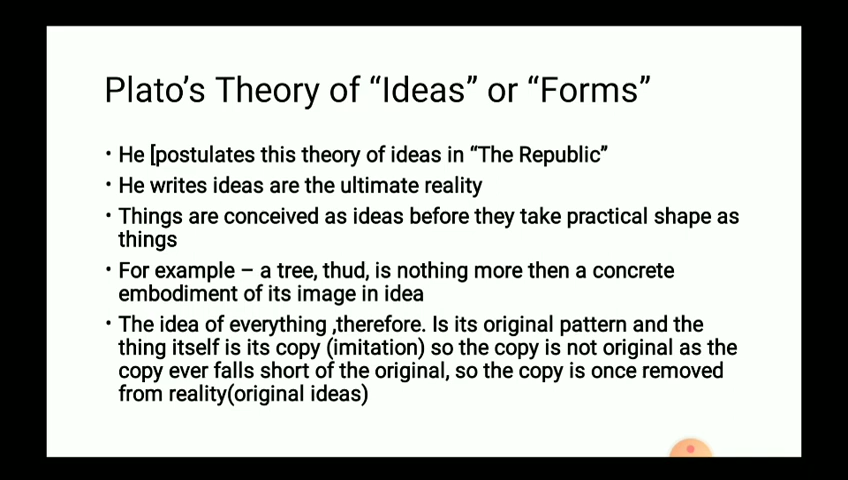 Plato’s Theory of “Ideas” or “Forms”
• He [postulates this theory of ideas in “The Republic”
• He writes ideas are the ultimate reality
• Things are conceived as ideas before they take practical shape as
things
• For example – a tree, thud, is nothing more then a concrete
embodiment of its image in idea
• The idea of everything ,therefore. Is its original pattern and the
thing itself is its copy (imitation) so the copy is not original as the
copy ever falls short of the original, so the copy is once removed
from reality(original ideas)